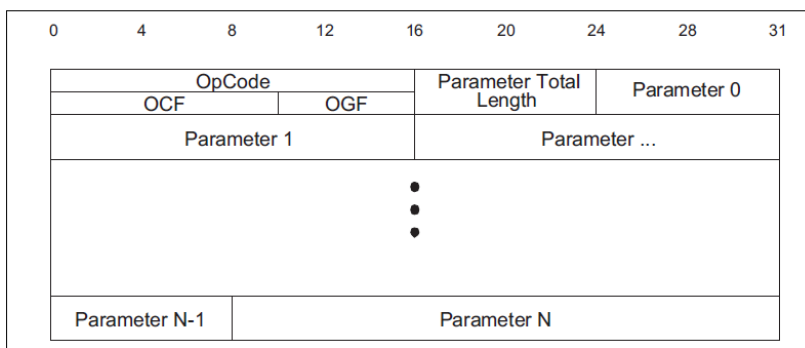 0 4 8 12 16 20 24 28 31
OpCode
OCF OGF
Parameter Total
Length
Parameter 0
Parameter 1 Parameter ...
Parameter N-1 Parameter N